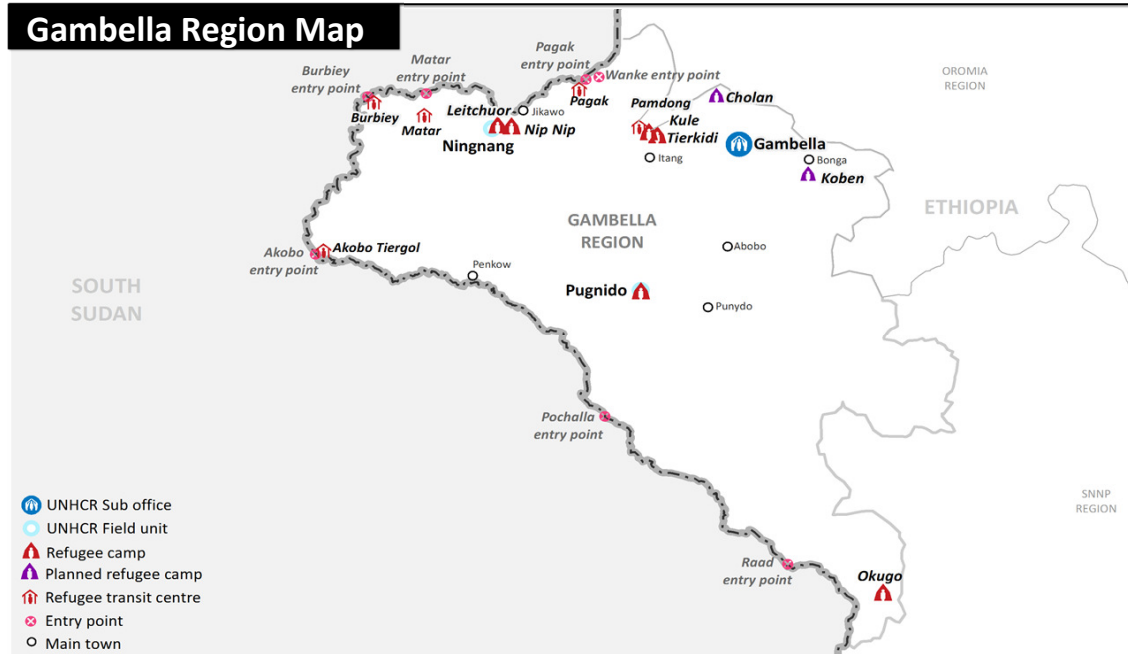 Gambella Region Map
Pagak
entry point
Matar
entry point
Burbiey
entry point
Wanke entry point
OROMIA
REGION
Pagak
Cholan
Burbiey
Leitchuor
Jikawo
Pamdong
Matar
Nip Nip
Kule
Tierkidi
Ningnang
Gambella
Itang
Bonga
Koben
ETHIOPIA
GAMBELLA
REGION
Akobo
entry point
Akobo Tiergol
Abobo
Penkow
SOUTH
SUDAN
Pugnido
Punydo
Pochalla
entry point
SNNP
REGION
Raad
entry point
Okugo
UNHCR Sub office
UNHCR Field unit
Refugee camp
Planned refugee camp
Refugee transit centre
Entry point
Main town